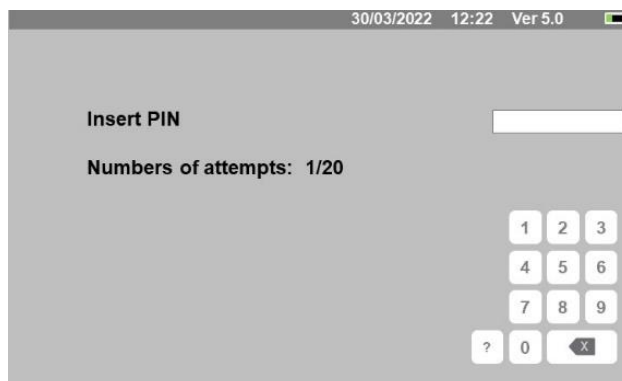 30/03/2022 12:22 Ver 5.0
Insert PIN
Numbers of attempts: 1/20
1 2 3
4 5 6
7 8 9
? 0 X